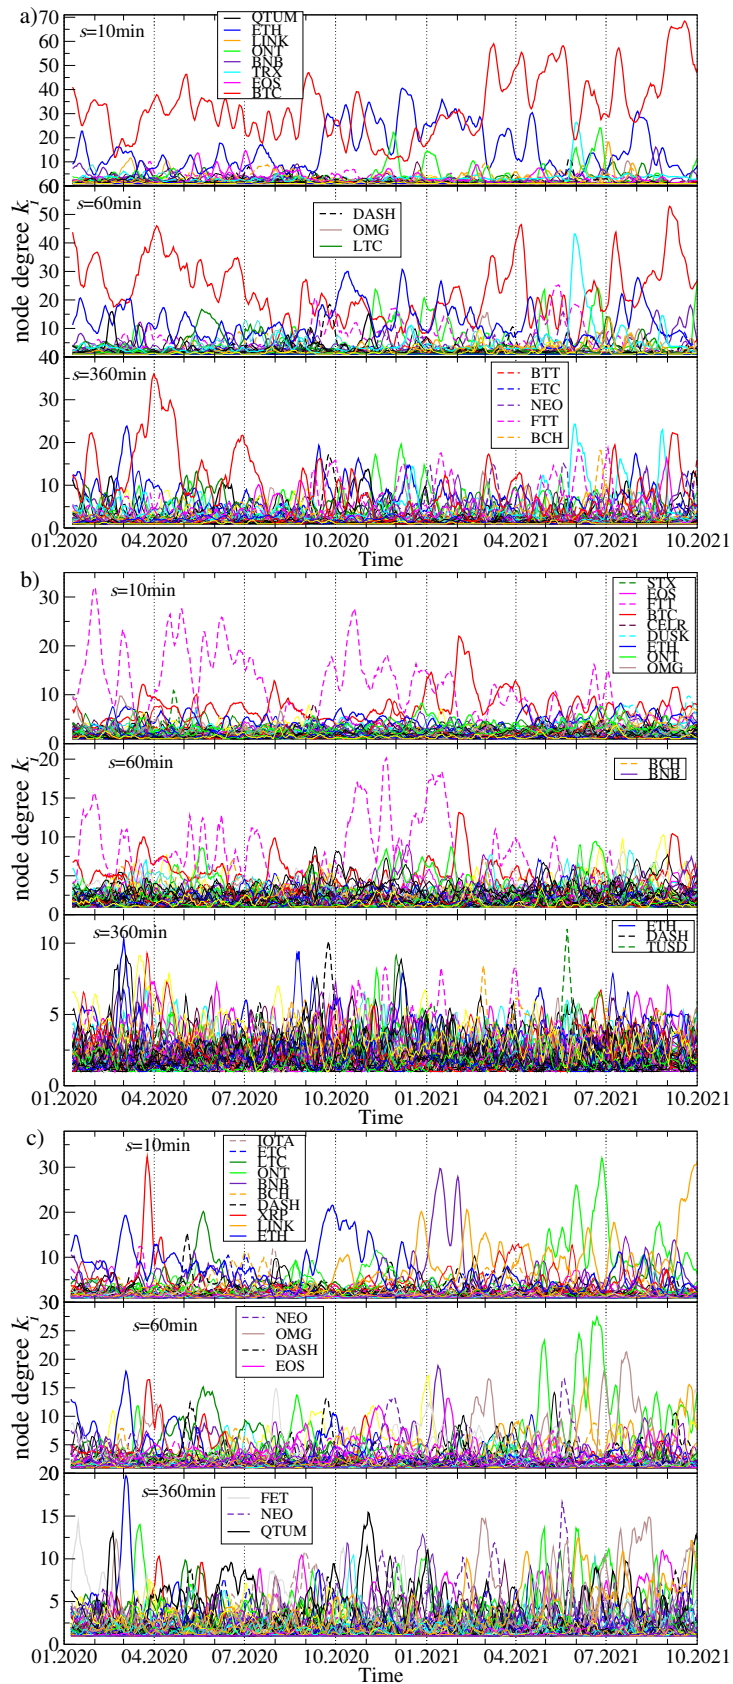 a)
s=10min
QTUM
ETH
LINK
ONT
BNB
TRX
EOS
BTC
70
60
50
40
30
20
10
60
s=60min
DASH
OMG
LTC
50
40
30
20
10
40
node degree k_i
s=360min
BTT
ETC
NEO
FTT
BCH
30
20
10
0
01.2020 04.2020 07.2020 10.2020 01.2021 04.2021 07.2021 10.2021
Time
b)
s=10min
STX
EOS
FTT
BTC
CELR
DUSK
ETH
ONT
OMG
30
20
10
0
s=60min
BCH
BNB
20
15
10
5
0
node degree k_i
s=360min
ETH
DASH
TUSD
10
5
0
01.2020 04.2020 07.2020 10.2020 01.2021 04.2021 07.2021 10.2021
Time
c)
s=10min
IOTA
ETC
LTC
ONT
BNB
BCH
DASH
XRP
LINK
ETH
30
20
10
30
s=60min
NEO
OMG
DASH
EOS
25
20
15
10
5
20
node degree k_i
s=360min
FET
NEO
QTUM
15
10
5
0
01.2020 04.2020 07.2020 10.2020 01.2021 04.2021 07.2021 10.2021
Time